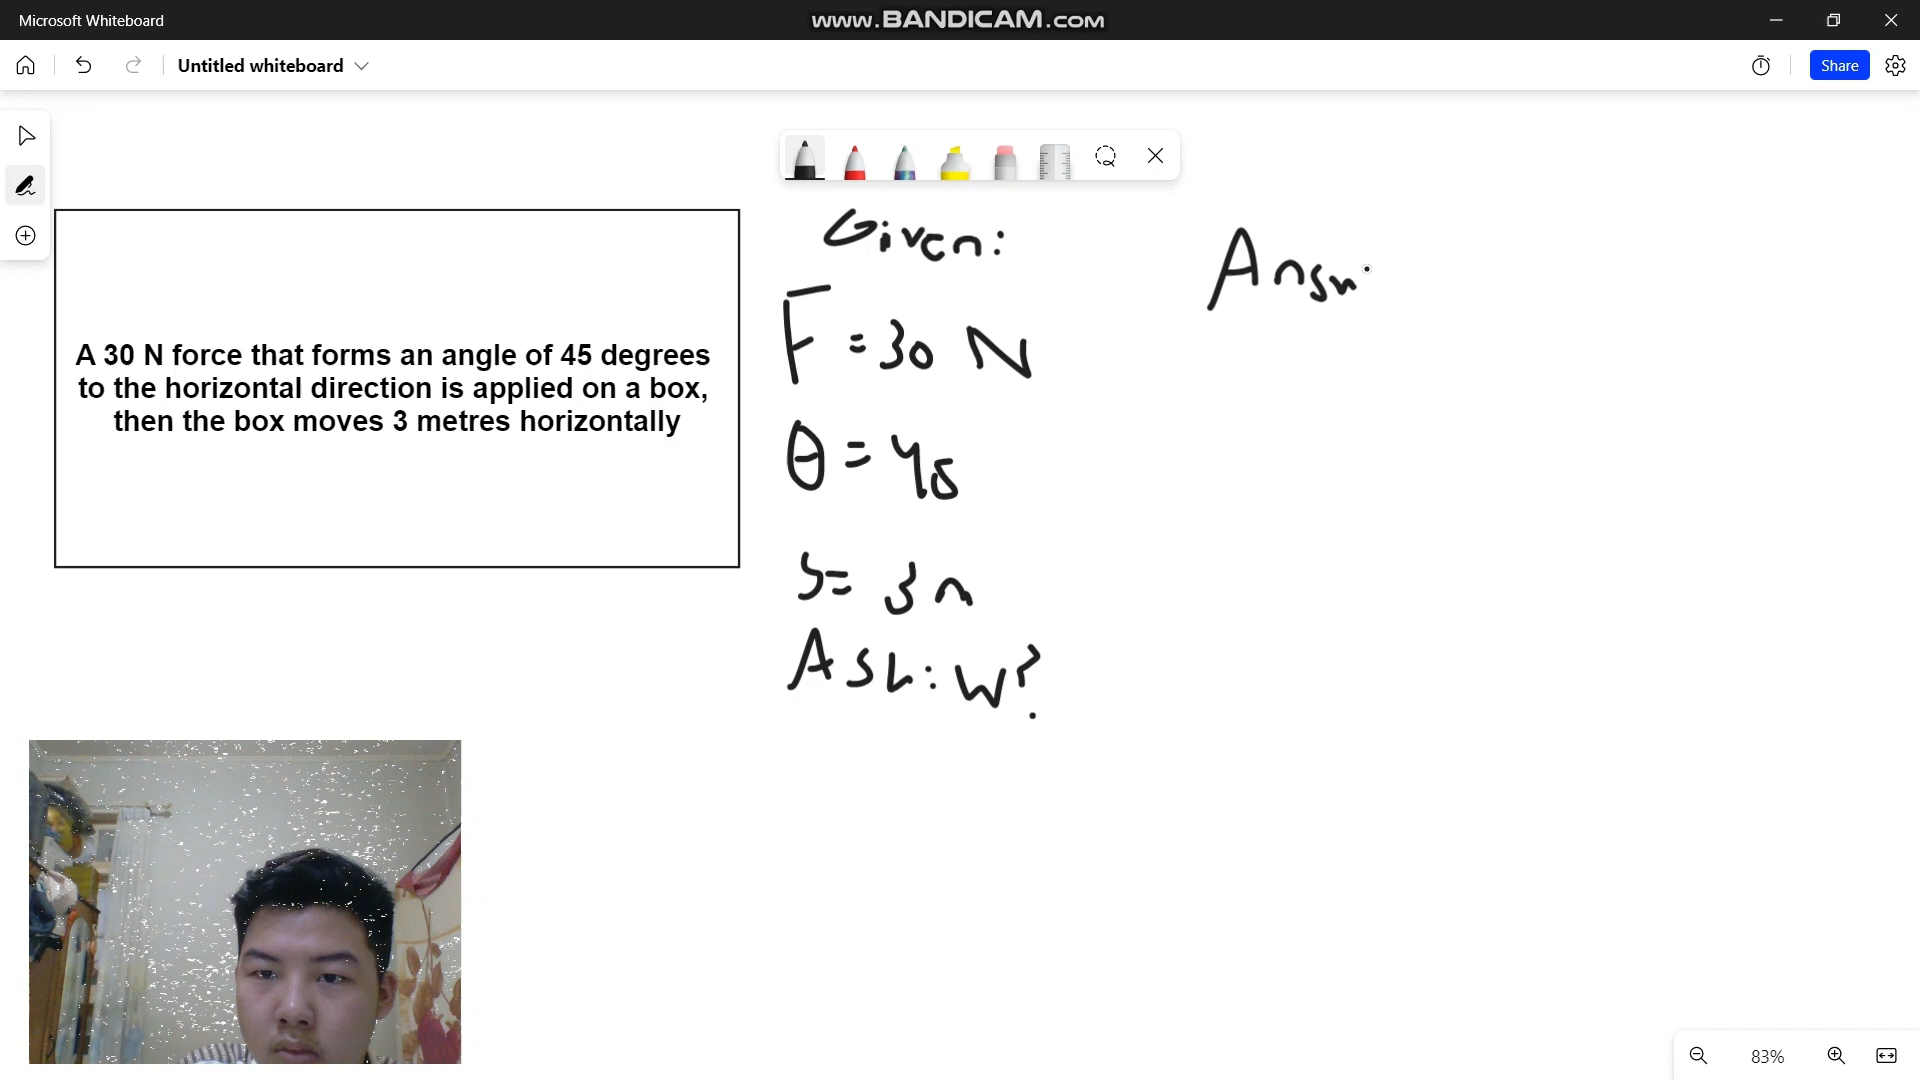 Microsoft Whiteboard
www.BANDICAM.com
Untitled whiteboard
Share
A 30 N force that forms an angle of 45 degrees
to the horizontal direction is applied on a box,
then the box moves 3 metres horizontally
Given:
F = 30 N
θ = 45
S = 3 m
Ask: W?
Answ
83%